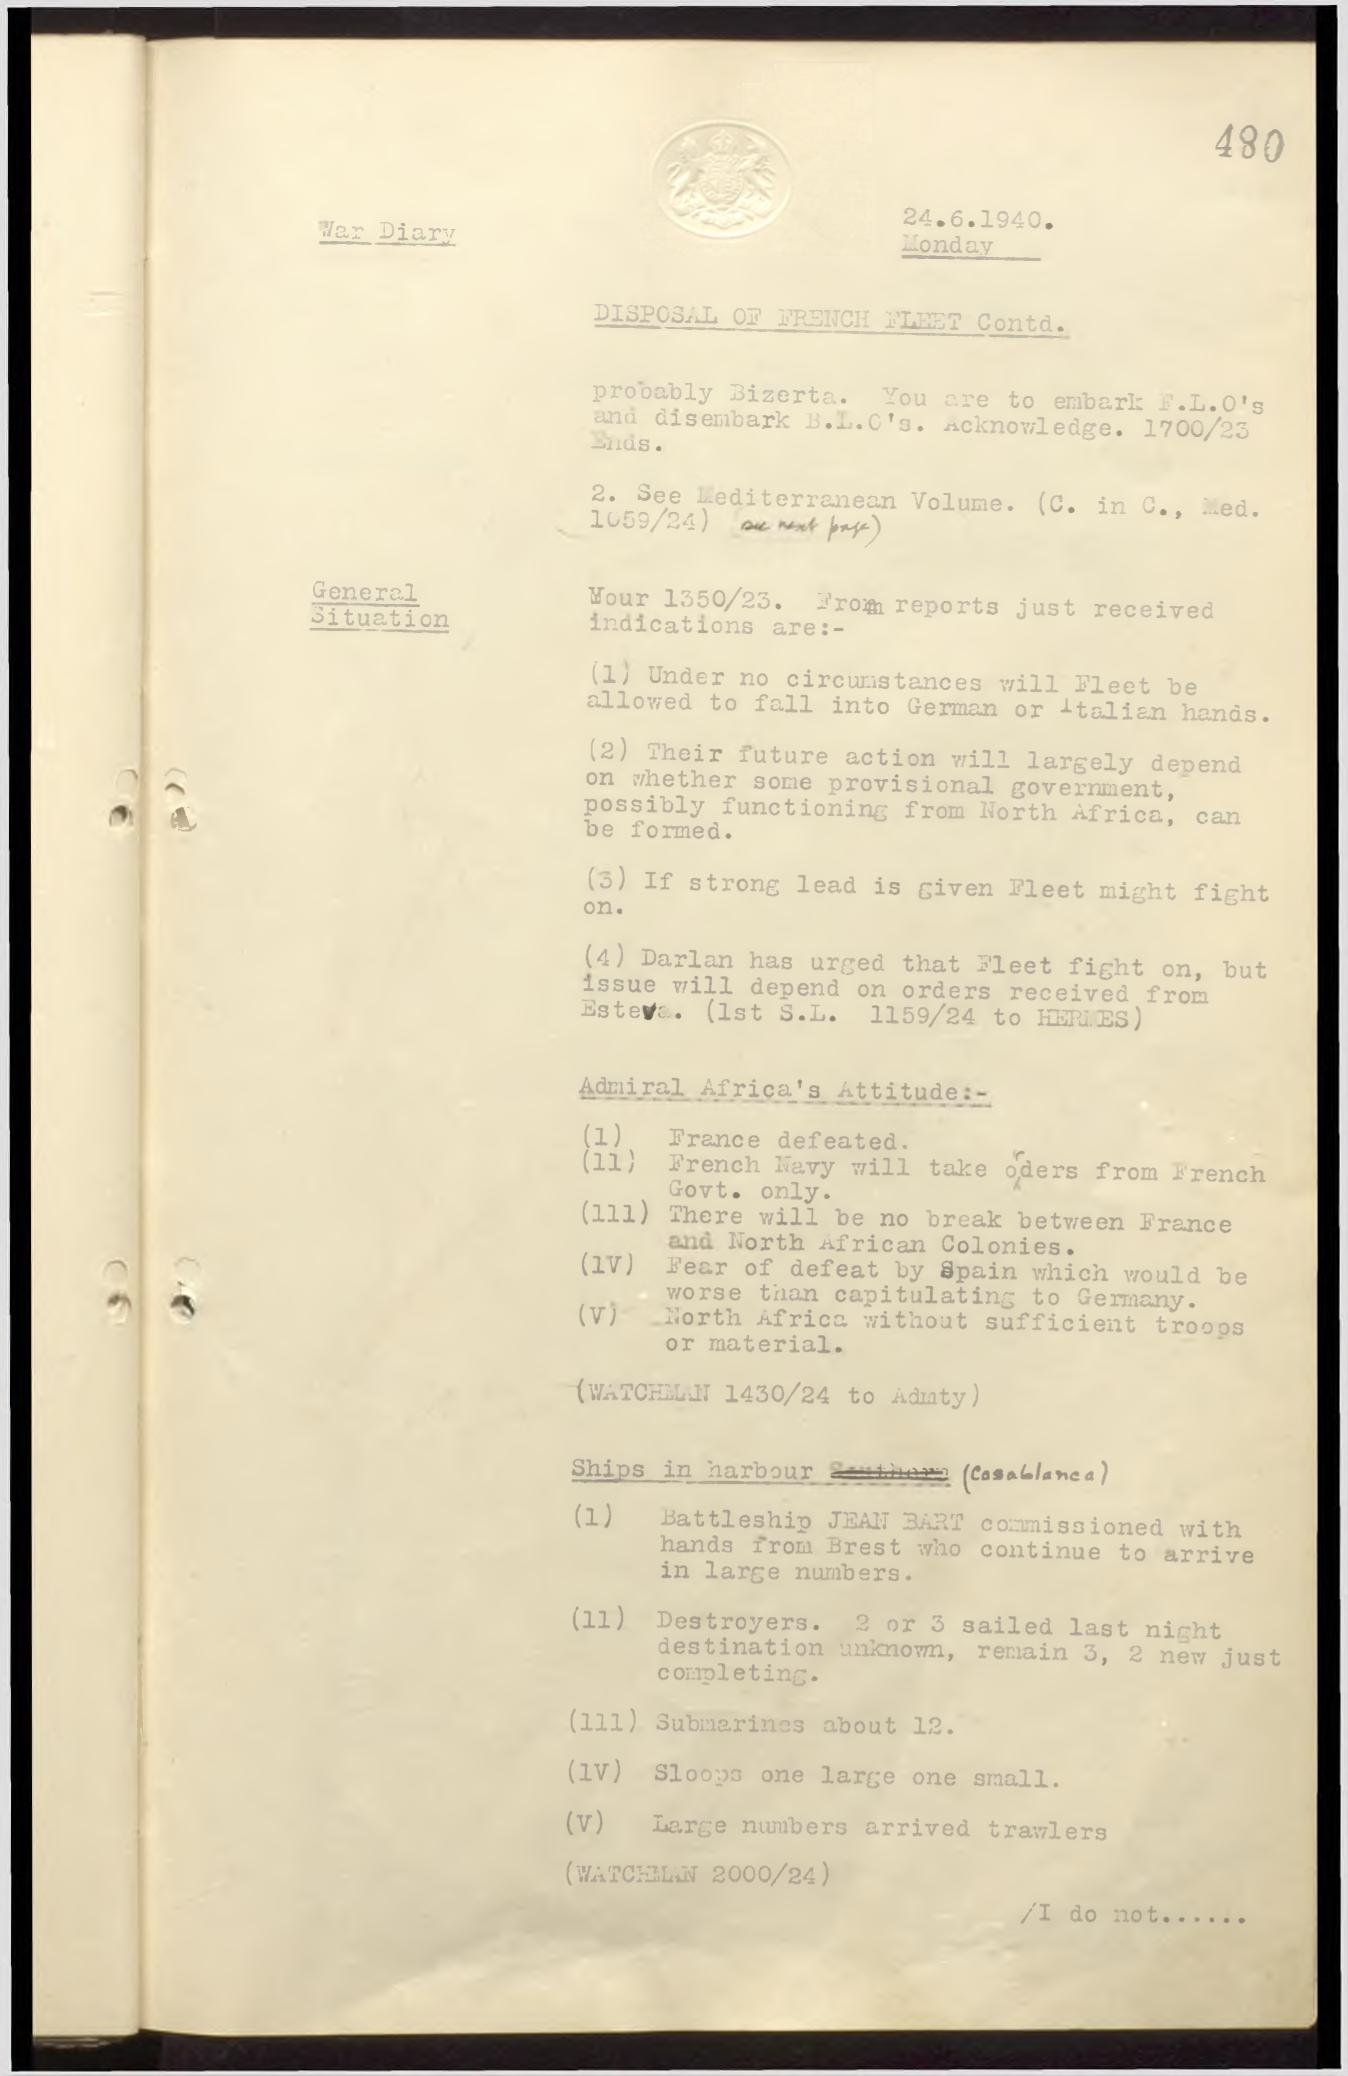 480
War Diary
24.6.1940.
Monday
DISPOSAL OF FRENCH FLEET Contd.
probably Bizerta. You are to embark F.L.O's
and disembark B.L.O's. Acknowledge. 1700/23
Ends.
2. See Mediterranean Volume. (C. in C., Med.
1059/24) (see next page)
General
Situation
Your 1350/23. From reports just received
indications are:-
(1) Under no circumstances will Fleet be
allowed to fall into German or Italian hands.
(2) Their future action will largely depend
on whether some provisional government,
possibly functioning from North Africa, can
be formed.
(3) If strong lead is given Fleet might fight
on.
(4) Darlan has urged that Fleet fight on, but
issue will depend on orders received from
Esteva. (1st S.L. 1159/24 to HERMES)
Admiral Africa's Attitude:-
(1) France defeated.
(11) French Navy will take orders from French
Govt. only.
(111) There will be no break between France
and North African Colonies.
(1V) Fear of defeat by Spain which would be
worse than capitulating to Germany.
(V) North Africa without sufficient troops
or material.
(WATCHMAN 1430/24 to Admty)
Ships in harbour Southern (Casablanca)
(1) Battleship JEAN BART commissioned with
hands from Brest who continue to arrive
in large numbers.
(11) Destroyers. 2 or 3 sailed last night
destination unknown, remain 3, 2 new just
completing.
(111) Submarines about 12.
(1V) Sloops one large one small.
(V) Large numbers arrived trawlers
(WATCHMAN 2000/24)
/I do not......